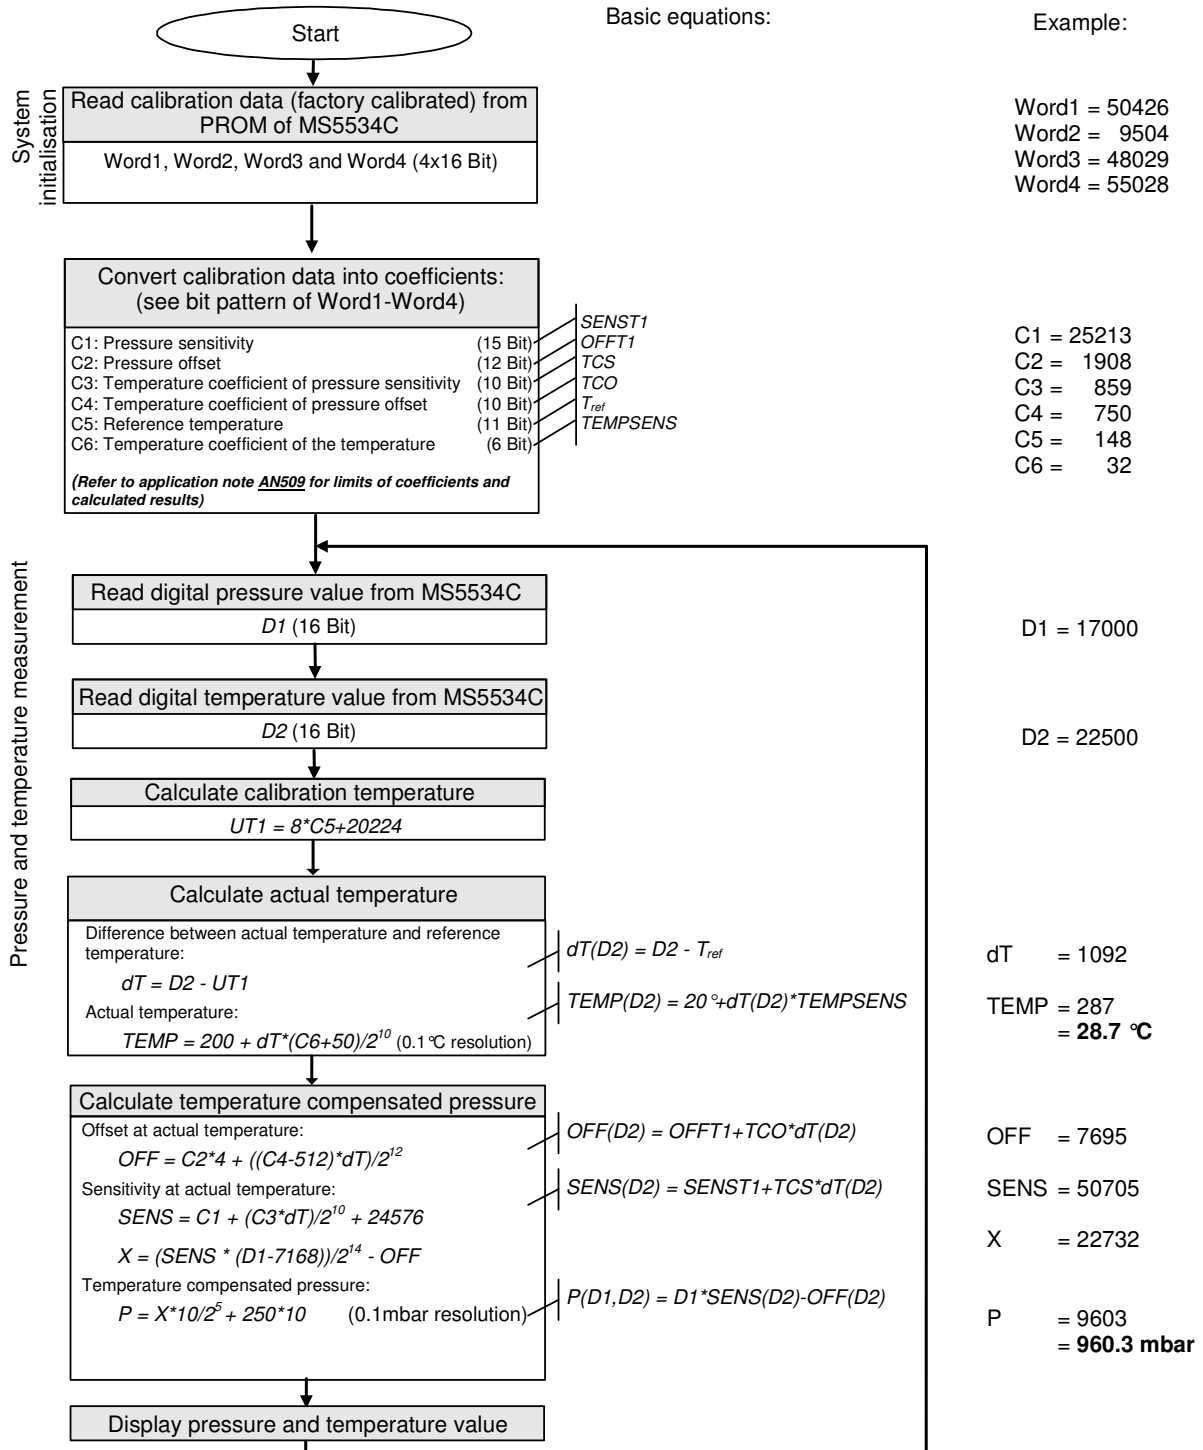 Start
Basic equations:
Example:
System
initialisation
Read calibration data (factory calibrated) from
PROM of MS5534C
Word1, Word2, Word3 and Word4 (4x16 Bit)
Word1 = 50426
Word2 = 9504
Word3 = 48029
Word4 = 55028
Convert calibration data into coefficients:
(see bit pattern of Word1-Word4)
C1: Pressure sensitivity (15 Bit) SENST1
C2: Pressure offset (12 Bit) OFFT1
C3: Temperature coefficient of pressure sensitivity (10 Bit) TCS
C4: Temperature coefficient of pressure offset (10 Bit) TCO
C5: Reference temperature (11 Bit) Tref
C6: Temperature coefficient of the temperature (6 Bit) TEMPSENS
(Refer to application note AN509 for limits of coefficients and
calculated results)
C1 = 25213
C2 = 1908
C3 = 859
C4 = 750
C5 = 148
C6 = 32
Pressure and temperature measurement
Read digital pressure value from MS5534C
D1 (16 Bit)
D1 = 17000
Read digital temperature value from MS5534C
D2 (16 Bit)
D2 = 22500
Calculate calibration temperature
UT1 = 8*C5+20224
Calculate actual temperature
Difference between actual temperature and reference
temperature:
dT = D2 - UT1
dT(D2) = D2 - Tref
dT = 1092
Actual temperature:
TEMP = 200 + dT*(C6+50)/2^10 (0.1°C resolution)
TEMP(D2) = 20°+dT(D2)*TEMPSENS
TEMP = 287
= 28.7 °C
Calculate temperature compensated pressure
Offset at actual temperature:
OFF = C2*4 + ((C4-512)*dT)/2^12
OFF(D2) = OFFT1+TCO*dT(D2)
OFF = 7695
Sensitivity at actual temperature:
SENS = C1 + (C3*dT)/2^10 + 24576
SENS(D2) = SENST1+TCS*dT(D2)
SENS = 50705
X = (SENS * (D1-7168))/2^14 - OFF
X = 22732
Temperature compensated pressure:
P = X*10/2^5 + 250*10 (0.1mbar resolution)
P(D1,D2) = D1*SENS(D2)-OFF(D2)
P = 9603
= 960.3 mbar
Display pressure and temperature value